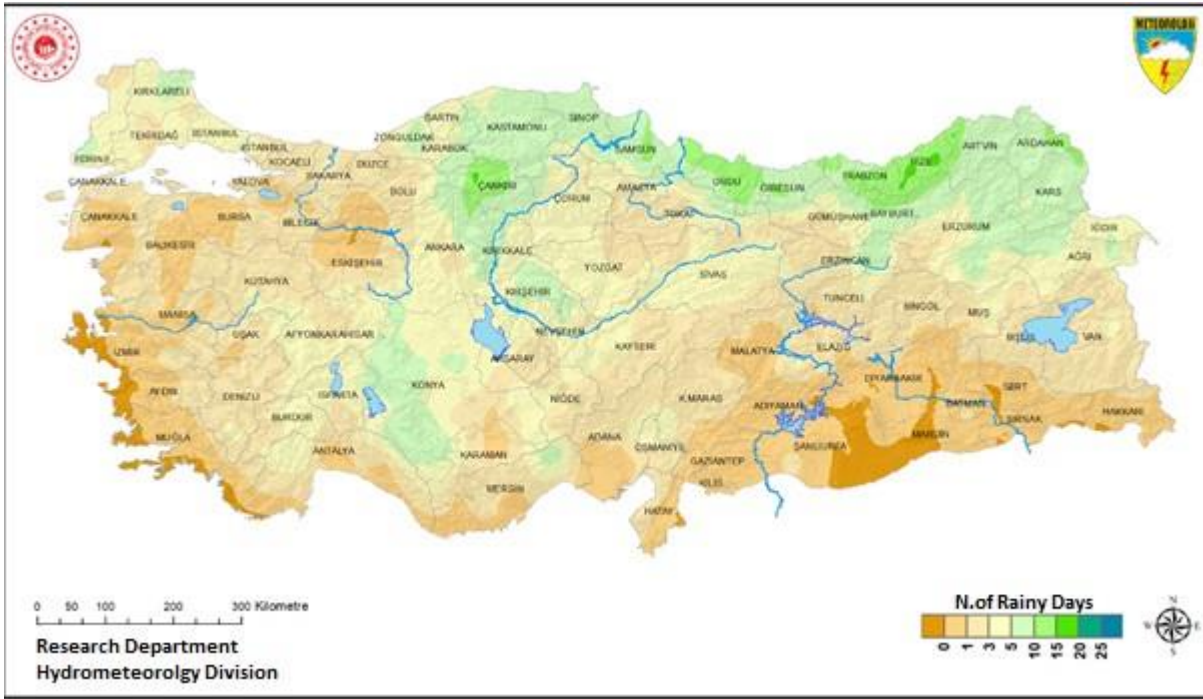 METEOROLOJİ
KIRKLARELİ
TEKİRDAĞ
İSTANBUL
EDİRNE
İSTANBUL
KOCAELİ
YALOVA
SAKARYA
DÜZCE
ZONGULDAK
BARTIN
KARABÜK
KASTAMONU
SİNOP
SAMSUN
ORDU
GİRESUN
TRABZON
RİZE
ARTVİN
ARDAHAN
KARS
ÇANAKKALE
ÇANAKKALE
BURSA
BİLECİK
BOLU
ÇANKIRI
ÇORUM
AMASYA
TOKAT
GÜMÜŞHANE
BAYBURT
ERZURUM
IĞDIR
AĞRI
BALIKESİR
ESKİŞEHİR
ANKARA
KIRIKKALE
YOZGAT
SİVAS
ERZİNCAN
KÜTAHYA
KIRŞEHİR
TUNCELİ
BİNGÖL
MUŞ
MANİSA
UŞAK
AFYONKARAHİSAR
NEVŞEHİR
KAYSERİ
ELAZIĞ
BİTLİS
VAN
İZMİR
AKSARAY
MALATYA
DİYARBAKIR
AYDIN
DENİZLİ
ISPARTA
KONYA
NİĞDE
K.MARAŞ
ADIYAMAN
BATMAN
SİİRT
ŞIRNAK
HAKKARİ
BURDUR
MUĞLA
ANTALYA
KARAMAN
ADANA
OSMANİYE
ŞANLIURFA
MARDİN
GAZİANTEP
MERSİN
KİLİS
HATAY
0 50 100 200 300 Kilometre
Research Department
Hydrometeorolgy Division
N.of Rainy Days
0 1 3 5 10 15 20 25
N
W E
S